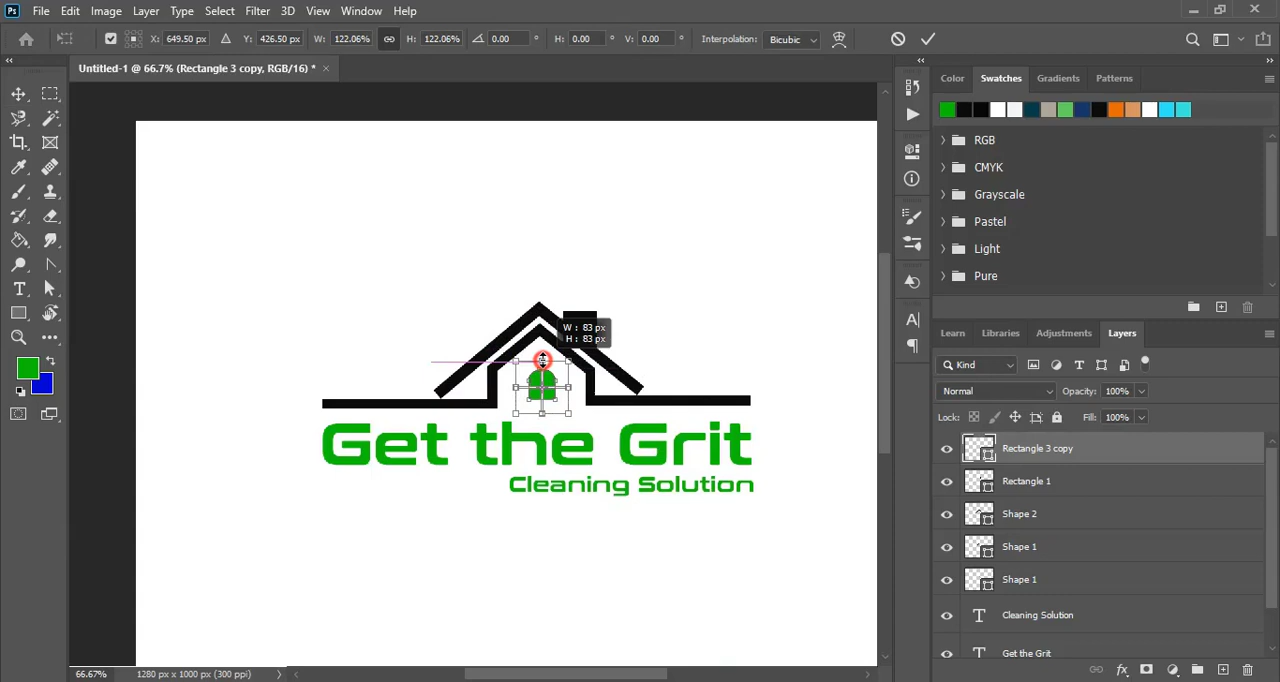 Ps File Edit Image Layer Type Select Filter 3D View Window Help
X: 649.50 px Y: 426.50 px W: 122.06% H: 122.06% 0.00 ° H: 0.00 ° V: 0.00 ° Interpolation: Bicubic
Untitled-1 @ 66.7% (Rectangle 3 copy, RGB/16) * ×
Color Swatches Gradients Patterns
RGB
CMYK
Grayscale
Pastel
Light
Pure
W : 83 px
H : 83 px
Get the Grit
Cleaning Solution
Learn Libraries Adjustments Layers
Kind
Normal Opacity: 100%
Lock: Fill: 100%
Rectangle 3 copy
Rectangle 1
Shape 2
Shape 1
Shape 1
Cleaning Solution
Get the Grit
66.67% 1280 px x 1000 px (300 ppi)